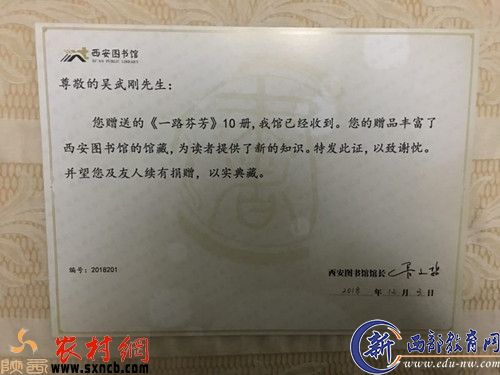 西安图书馆
XI'AN PUBLIC LIBRARY
尊敬的吴武刚先生：
您赠送的《一路芬芳》10册，我馆已经收到。您的赠品丰富了
西安图书馆的馆藏，为读者提供了新的知识。特发此证，以致谢忱。
并望您及友人续有捐赠，以实典藏。
编号：2018201
西安图书馆馆长
2018 年 12 月 日
陕西
农村網
www.sxncb.com
新 西部教育网
www.edu-nw.com